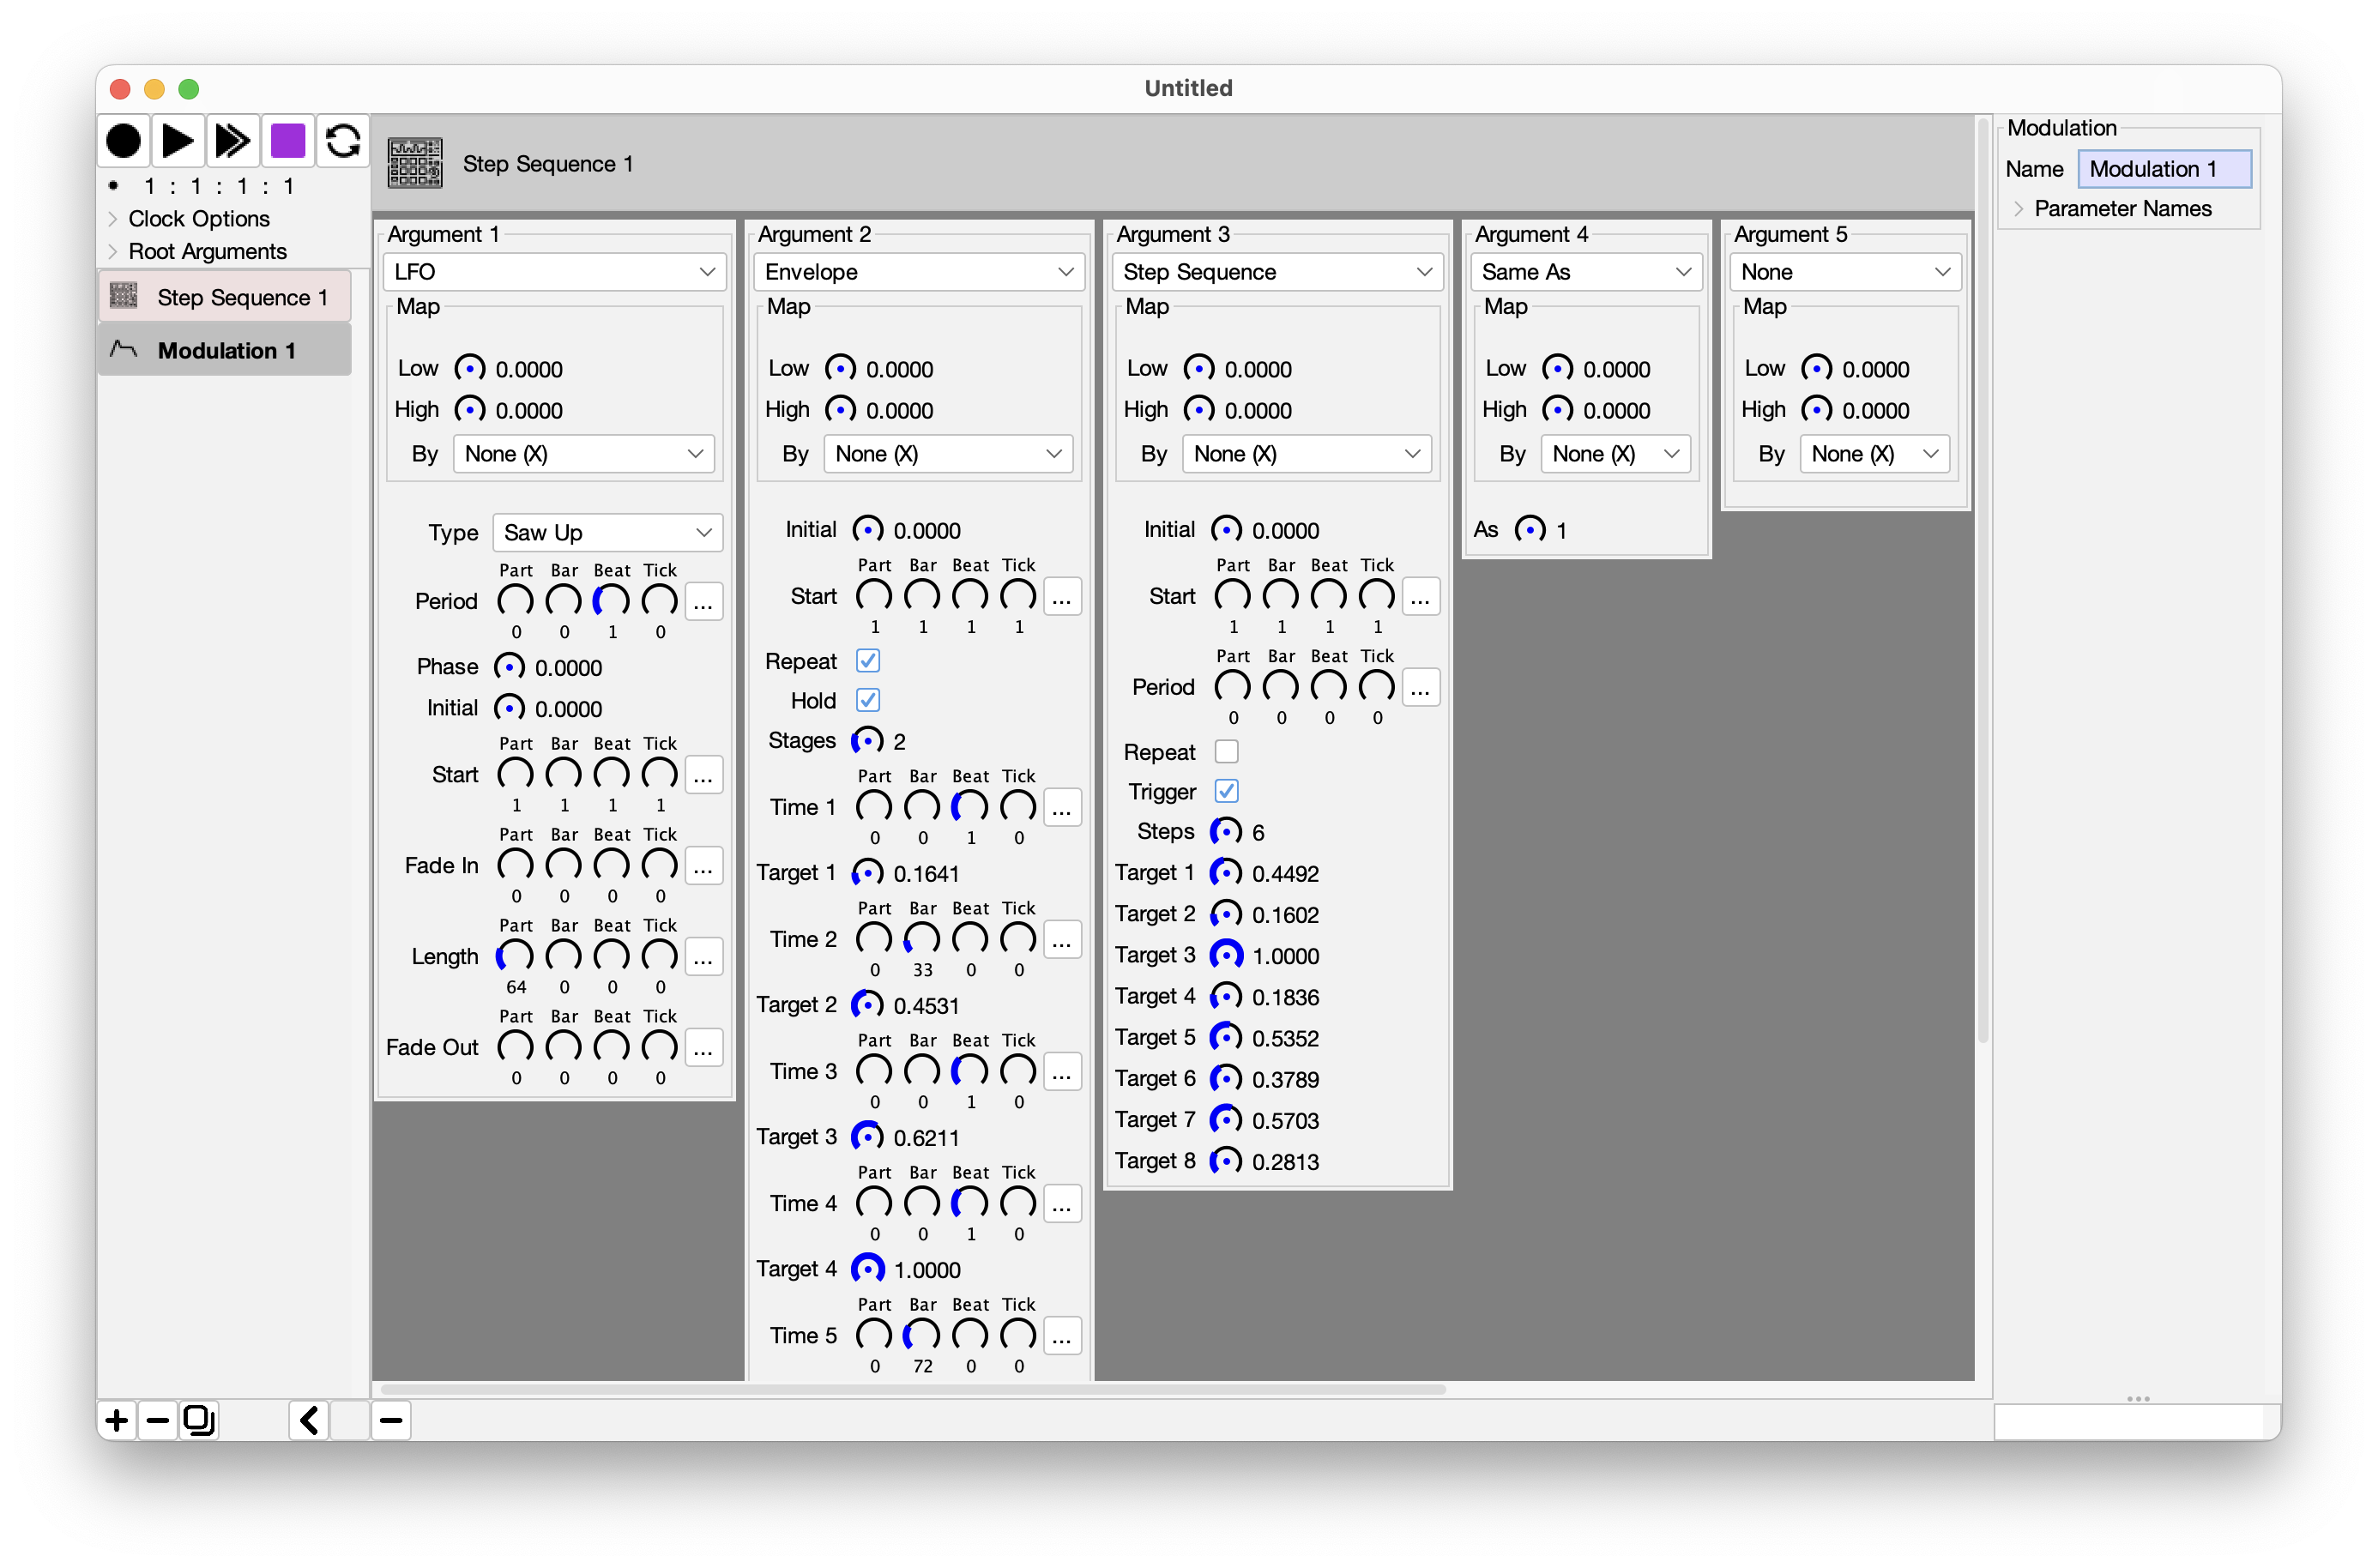 Untitled
1 : 1 : 1 : 1
Clock Options
Root Arguments
Step Sequence 1
Modulation 1
Step Sequence 1
Argument 1
LFO
Map
Low 0.0000
High 0.0000
By None (X)
Type Saw Up
Part Bar Beat Tick
Period ...
0 0 1 0
Phase 0.0000
Initial 0.0000
Part Bar Beat Tick
Start ...
1 1 1 1
Part Bar Beat Tick
Fade In ...
0 0 0 0
Part Bar Beat Tick
Length ...
64 0 0 0
Part Bar Beat Tick
Fade Out ...
0 0 0 0
Argument 2
Envelope
Map
Low 0.0000
High 0.0000
By None (X)
Initial 0.0000
Part Bar Beat Tick
Start ...
1 1 1 1
Repeat
Hold
Stages 2
Part Bar Beat Tick
Time 1 ...
0 0 1 0
Target 1 0.1641
Part Bar Beat Tick
Time 2 ...
0 33 0 0
Target 2 0.4531
Part Bar Beat Tick
Time 3 ...
0 0 1 0
Target 3 0.6211
Part Bar Beat Tick
Time 4 ...
0 0 1 0
Target 4 1.0000
Part Bar Beat Tick
Time 5 ...
0 72 0 0
Argument 3
Step Sequence
Map
Low 0.0000
High 0.0000
By None (X)
Initial 0.0000
Part Bar Beat Tick
Start ...
1 1 1 1
Part Bar Beat Tick
Period ...
0 0 0 0
Repeat
Trigger
Steps 6
Target 1 0.4492
Target 2 0.1602
Target 3 1.0000
Target 4 0.1836
Target 5 0.5352
Target 6 0.3789
Target 7 0.5703
Target 8 0.2813
Argument 4
Same As
Map
Low 0.0000
High 0.0000
By None (X)
As 1
Argument 5
None
Map
Low 0.0000
High 0.0000
By None (X)
Modulation
Name Modulation 1
Parameter Names